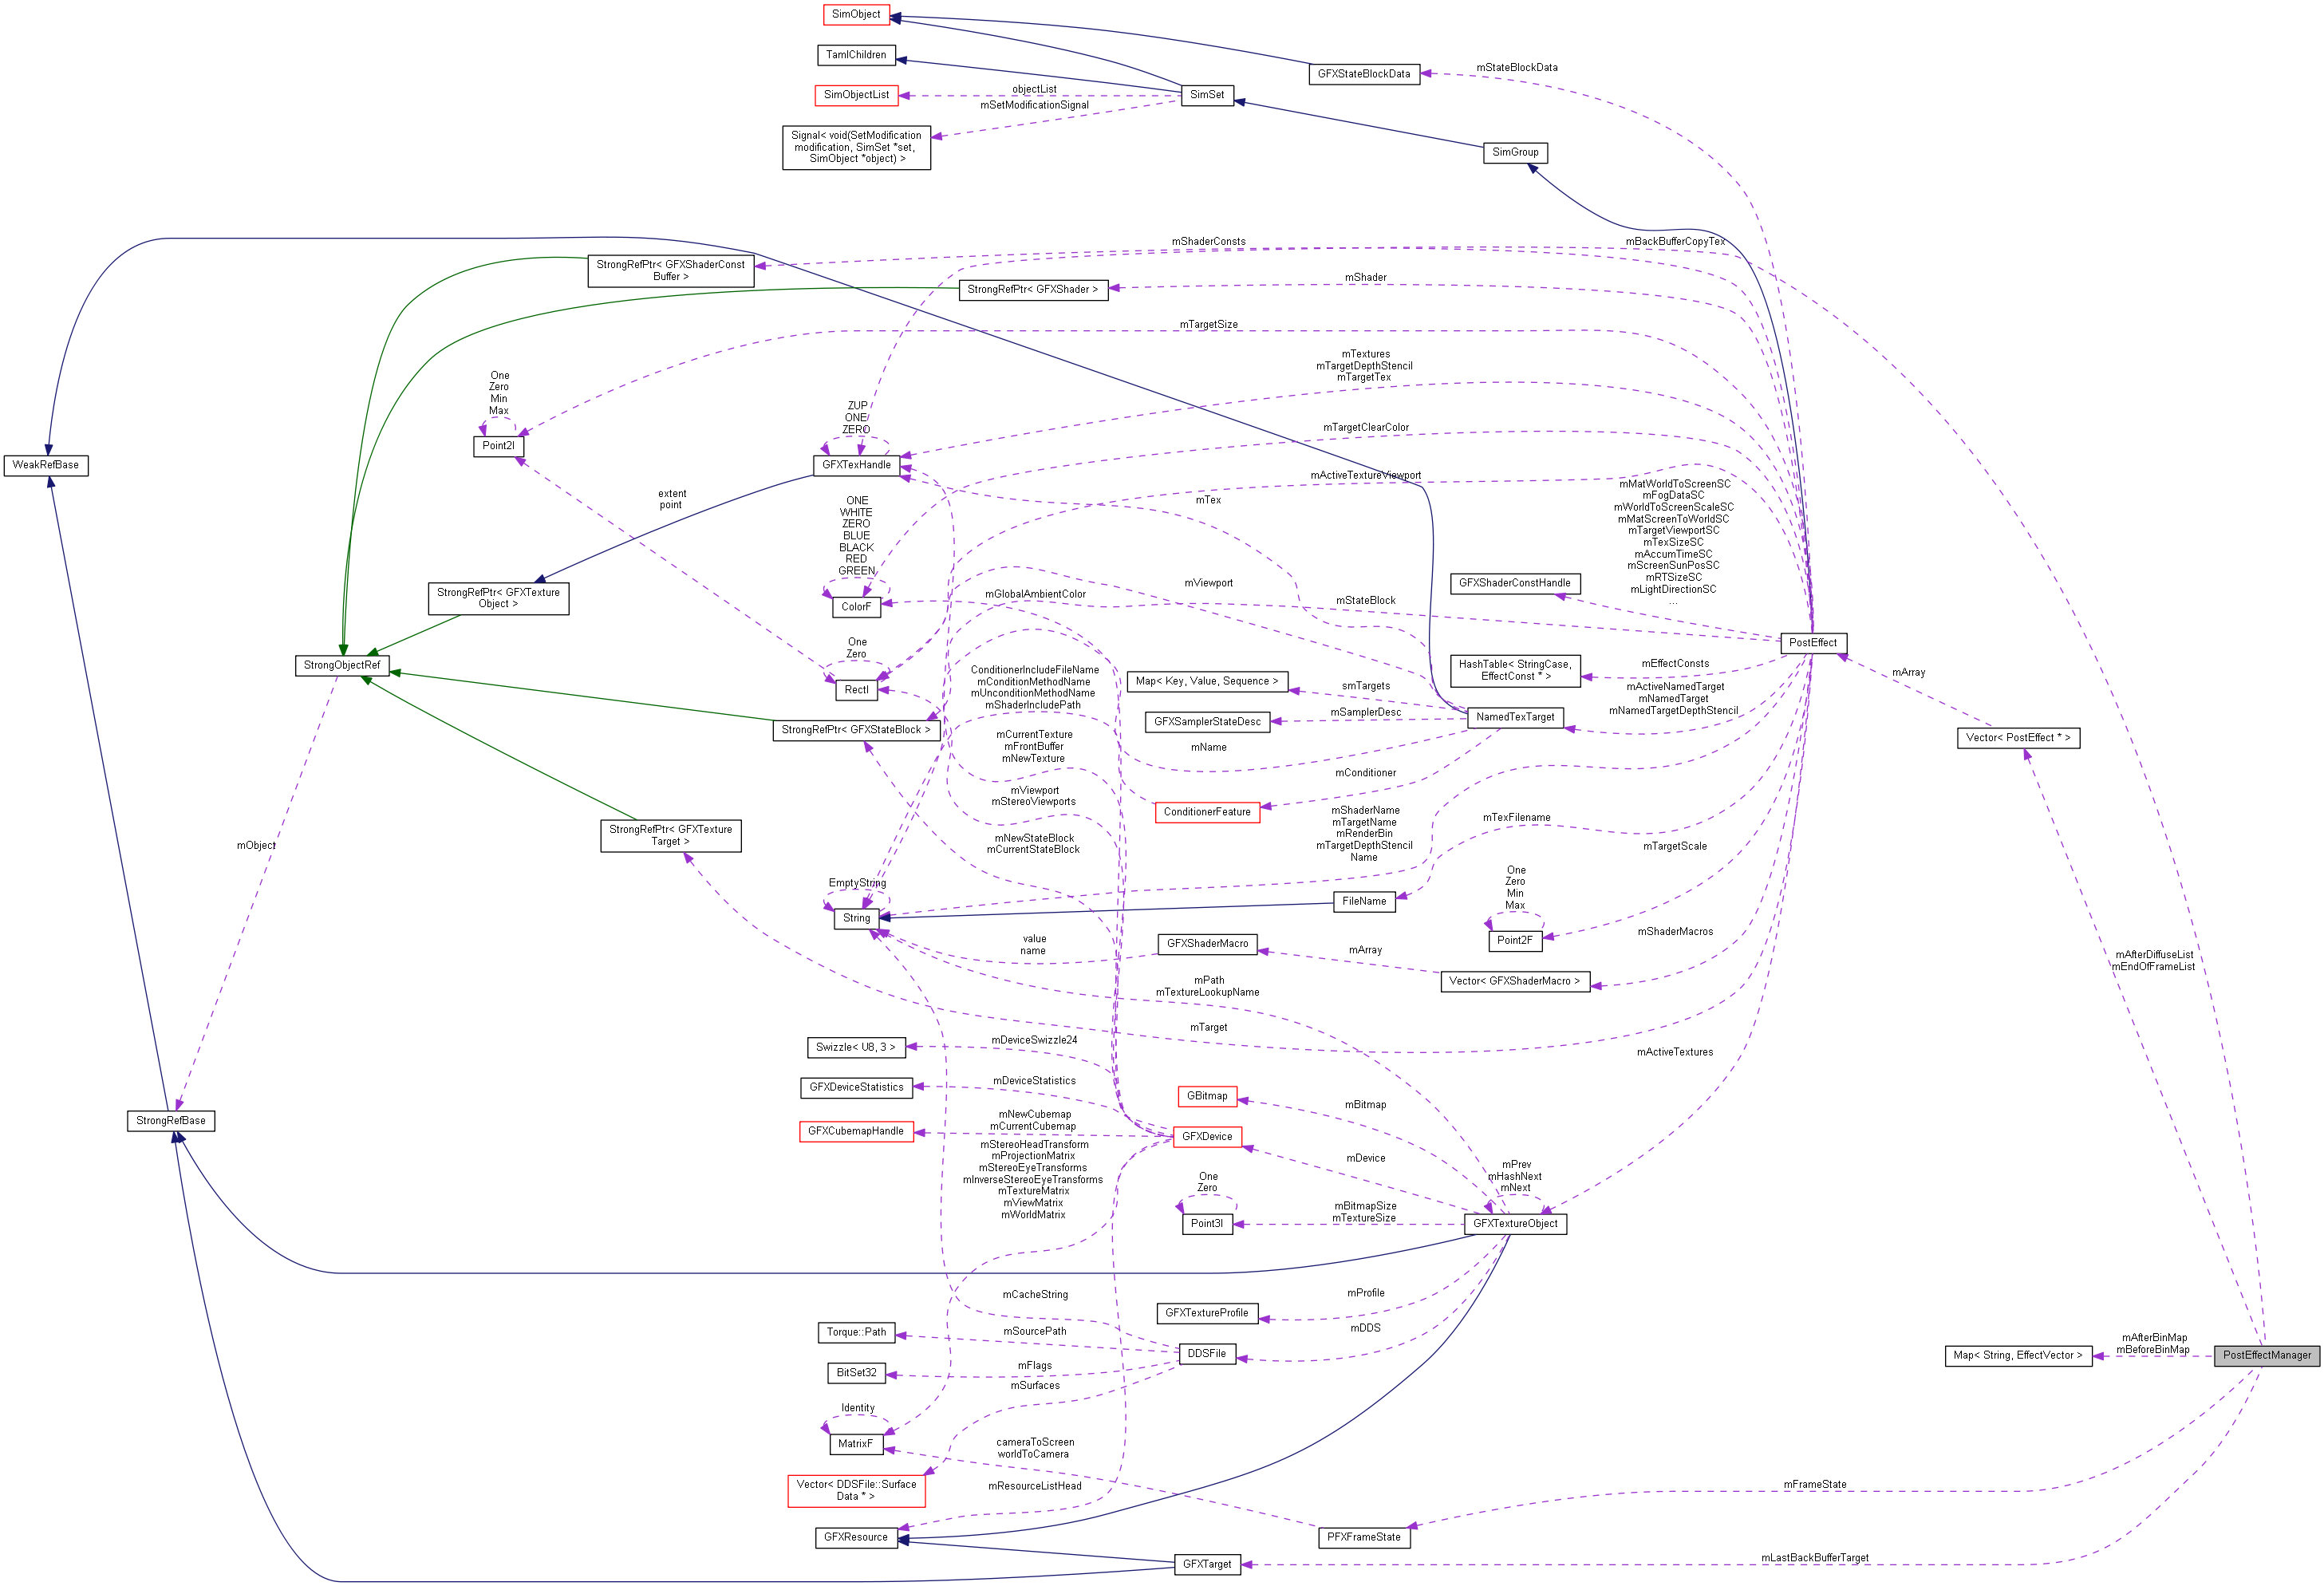 SimObject
TamlChildren
SimObjectList
Signal< void(SetModification
modification, SimSet *set,
SimObject *object) >
objectList
mSetModificationSignal
SimSet
GFXStateBlockData
mStateBlockData
SimGroup
StrongRefPtr< GFXShaderConst
Buffer >
mShaderConsts
mBackBufferCopyTex
StrongRefPtr< GFXShader >
mShader
mTargetSize
One
Zero
Min
Max
Point2I
WeakRefBase
mTextures
mTargetDepthStencil
mTargetTex
ZUP
ONE
ZERO
GFXTexHandle
mTargetClearColor
mActiveTextureViewport
extent
point
mTex
ONE
WHITE
ZERO
BLUE
BLACK
RED
GREEN
ColorF
mMatWorldToScreenSC
mFogDataSC
mWorldToScreenScaleSC
mMatScreenToWorldSC
mTargetViewportSC
mTexSizeSC
mAccumTimeSC
mScreenSunPosSC
mRTSizeSC
mLightDirectionSC
...
GFXShaderConstHandle
StrongRefPtr< GFXTexture
Object >
mGlobalAmbientColor
mViewport
mStateBlock
PostEffect
StrongObjectRef
One
Zero
RectI
ConditionerIncludeFileName
mConditionMethodName
mUnconditionMethodName
mShaderIncludePath
Map< Key, Value, Sequence >
smTargets
HashTable< StringCase,
EffectConst * >
mEffectConsts
mActiveNamedTarget
mNamedTarget
mNamedTargetDepthStencil
mArray
GFXSamplerStateDesc
mSamplerDesc
NamedTexTarget
StrongRefPtr< GFXStateBlock >
mCurrentTexture
mFrontBuffer
mNewTexture
mName
Vector< PostEffect * >
mConditioner
mViewport
mStereoViewports
ConditionerFeature
StrongRefPtr< GFXTexture
Target >
mObject
mNewStateBlock
mCurrentStateBlock
mShaderName
mTargetName
mRenderBin
mTargetDepthStencil
Name
mTexFilename
mTargetScale
EmptyString
String
FileName
One
Zero
Min
Max
Point2F
mShaderMacros
value
name
GFXShaderMacro
mArray
Vector< GFXShaderMacro >
mAfterDiffuseList
mEndOfFrameList
mPath
mTextureLookupName
mTarget
Swizzle< U8, 3 >
mDeviceSwizzle24
mActiveTextures
GFXDeviceStatistics
mDeviceStatistics
GBitmap
mBitmap
StrongRefBase
GFXCubemapHandle
mNewCubemap
mCurrentCubemap
GFXDevice
mStereoHeadTransform
mProjectionMatrix
mStereoEyeTransforms
mInverseStereoEyeTransforms
mTextureMatrix
mViewMatrix
mWorldMatrix
mDevice
mPrev
mHashNext
mNext
One
Zero
Point3I
mBitmapSize
mTextureSize
GFXTextureObject
mCacheString
GFXTextureProfile
mProfile
mDDS
Torque::Path
mSourcePath
DDSFile
BitSet32
mFlags
mSurfaces
Map< String, EffectVector >
mAfterBinMap
mBeforeBinMap
PostEffectManager
Identity
MatrixF
cameraToScreen
worldToCamera
Vector< DDSFile::Surface
Data * >
mResourceListHead
mFrameState
GFXResource
PFXFrameState
GFXTarget
mLastBackBufferTarget